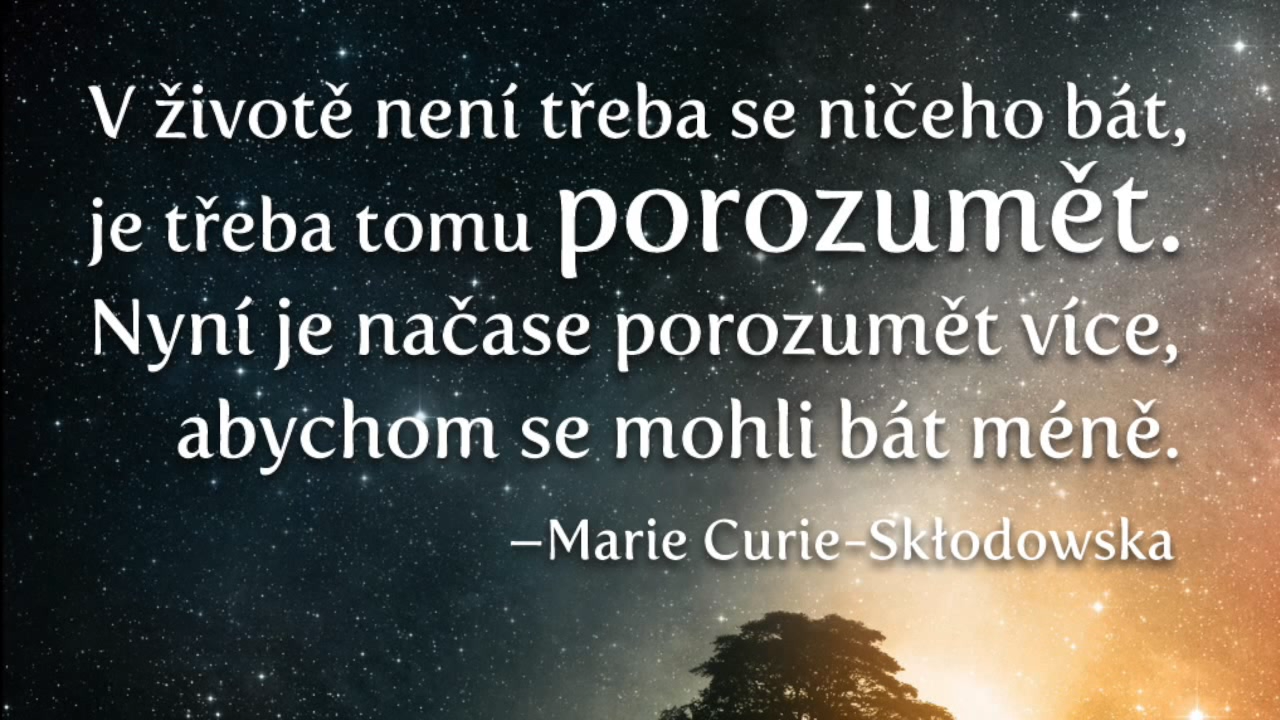 V životě není třeba se ničeho bát,
je třeba tomu porozumět.
Nyní je načase porozumět více,
abychom se mohli bát méně.
–Marie Curie-Skłodowska